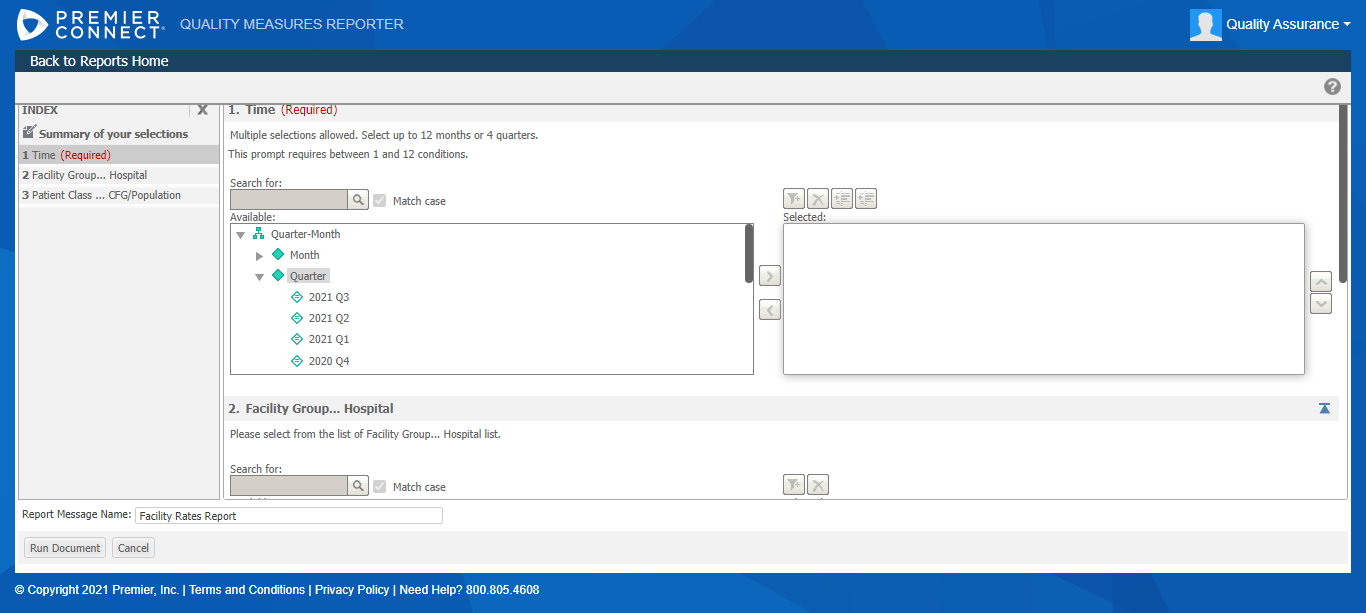 PREMIER CONNECT® QUALITY MEASURES REPORTER
Quality Assurance
Back to Reports Home
INDEX X
Summary of your selections
1 Time (Required)
2 Facility Group... Hospital
3 Patient Class ... CFG/Population
1. Time (Required)
Multiple selections allowed. Select up to 12 months or 4 quarters.
This prompt requires between 1 and 12 conditions.
Search for:
Match case
Available:
Quarter-Month
Month
Quarter
2021 Q3
2021 Q2
2021 Q1
2020 Q4
Selected:
2. Facility Group... Hospital
Please select from the list of Facility Group... Hospital list.
Search for:
Match case
Report Message Name: Facility Rates Report
Run Document Cancel
© Copyright 2021 Premier, Inc. | Terms and Conditions | Privacy Policy | Need Help? 800.805.4608